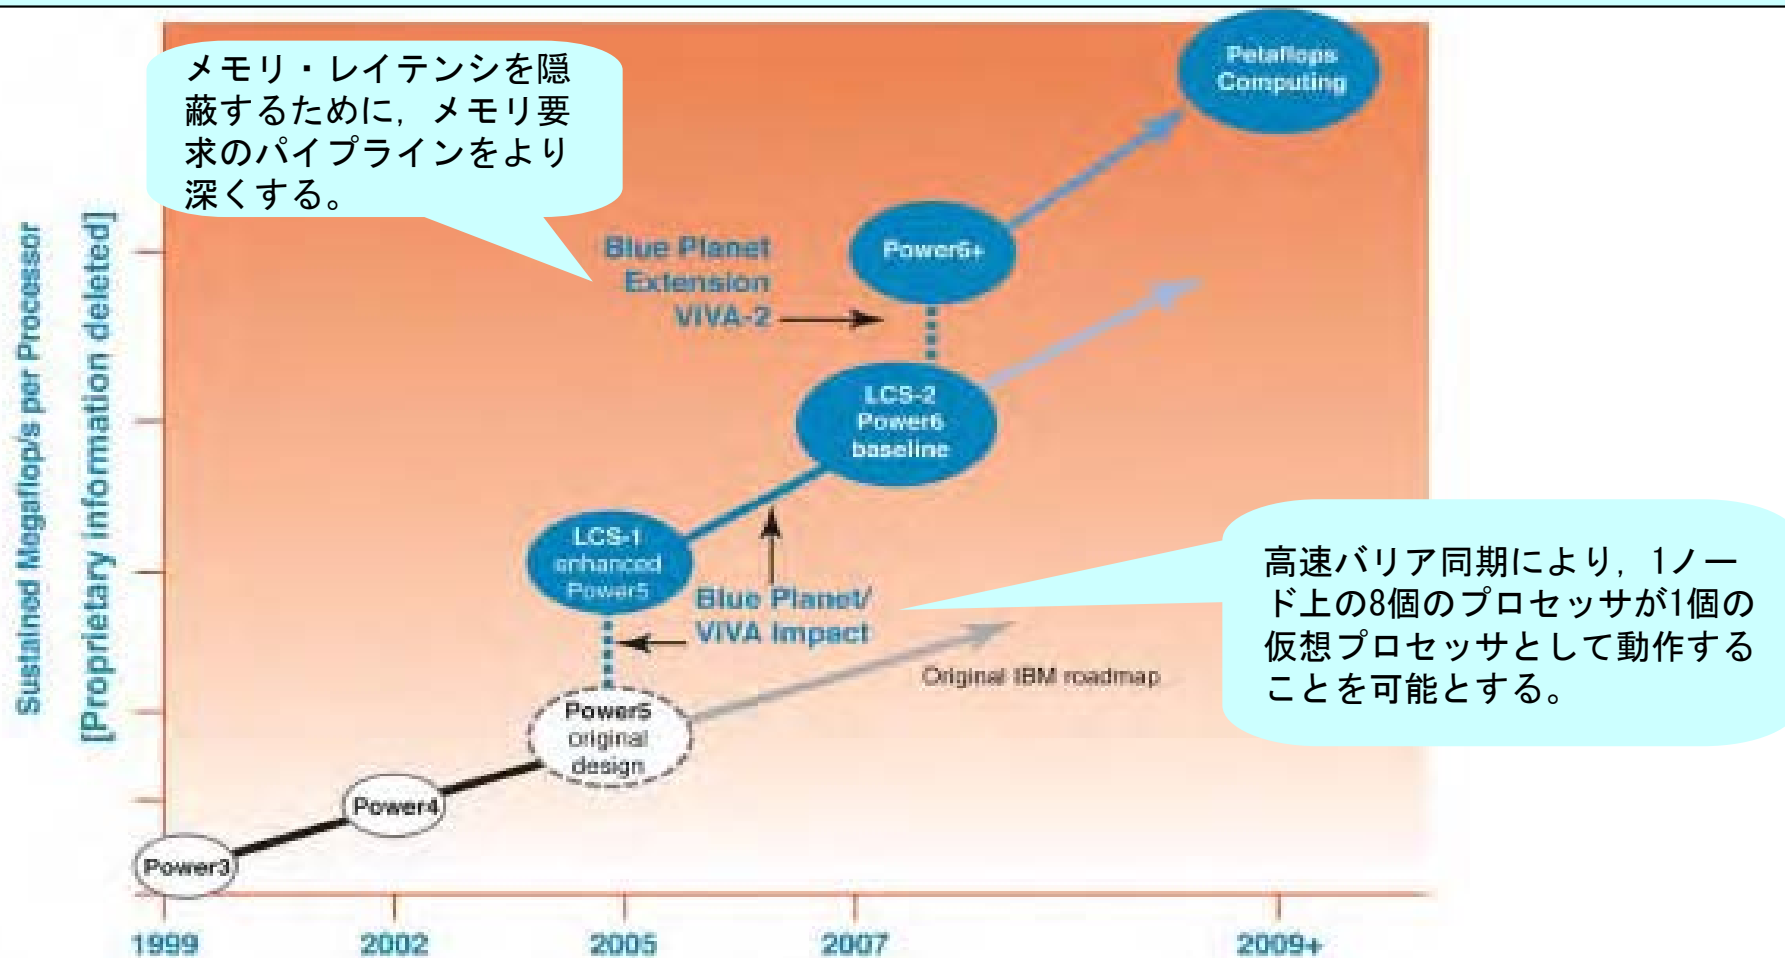 メモリ・レイテンシを隠
蔽するために，メモリ要
求のパイプラインをより
深くする。
Petaflops
Computing
Blue Planet
Extension
VIVA-2
Power6+
LCS-2
Power6
baseline
LCS-1
enhanced
Power5
Blue Planet/
VIVA Impact
高速バリア同期により，1ノー
ド上の8個のプロセッサが1個の
仮想プロセッサとして動作する
ことを可能とする。
Original IBM roadmap
Power5
original
design
Power4
Power3
Sustained Megaflop/s per Processor
[Proprietary information deleted]
1999
2002
2005
2007
2009+